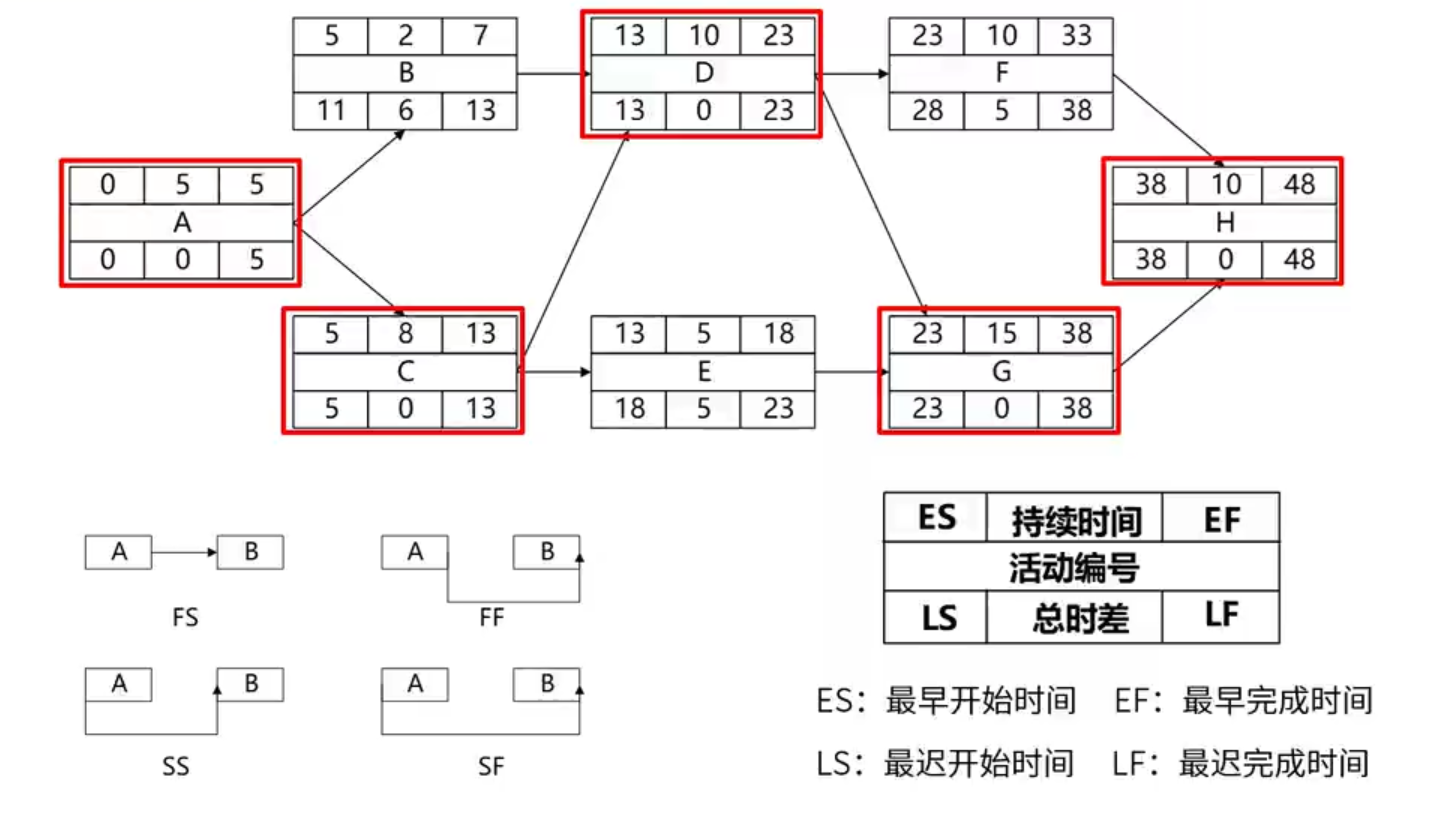 5 2 7
B
11 6 13
13 10 23
D
13 0 23
23 10 33
F
28 5 38
0 5 5
A
0 0 5
38 10 48
H
38 0 48
5 8 13
C
5 0 13
13 5 18
E
18 5 23
23 15 38
G
23 0 38
A B
FS
A B
FF
A B
SS
A B
SF
ES 持续时间 EF
活动编号
LS 总时差 LF
ES：最早开始时间 EF：最早完成时间
LS：最迟开始时间 LF：最迟完成时间